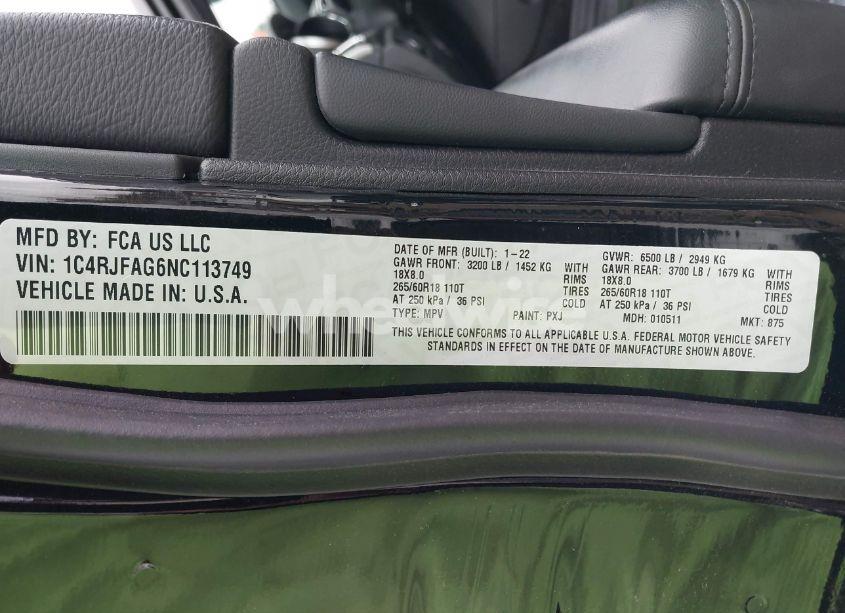 MFD BY: FCA US LLC
VIN: 1C4RJFAG6NC113749
VEHICLE MADE IN: U.S.A.
DATE OF MFR (BUILT): 1-22
GAWR FRONT: 3200 LB / 1452 KG WITH
18X8.0 RIMS
265/60R18 110T TIRES
AT 250 kPa / 36 PSI COLD
TYPE: MPV PAINT: PXJ
GVWR: 6500 LB / 2949 KG
GAWR REAR: 3700 LB / 1679 KG WITH
18X8.0 RIMS
265/60R18 110T TIRES
AT 250 kPa / 36 PSI COLD
MDH: 010511 MKT: 875
THIS VEHICLE CONFORMS TO ALL APPLICABLE U.S.A. FEDERAL MOTOR VEHICLE SAFETY
STANDARDS IN EFFECT ON THE DATE OF MANUFACTURE SHOWN ABOVE.